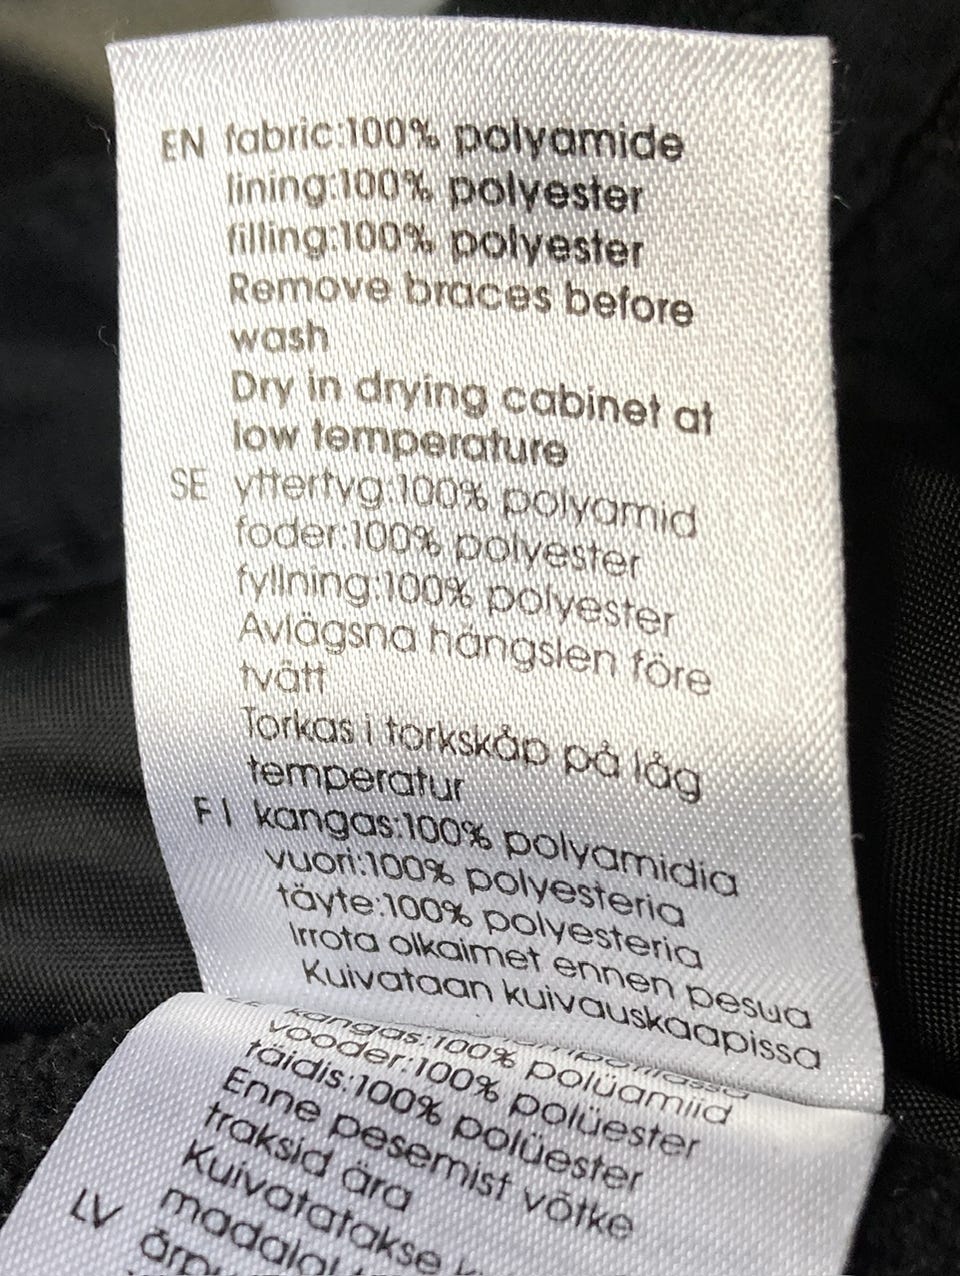 EN fabric:100% polyamide
lining:100% polyester
filling:100% polyester
Remove braces before
wash
Dry in drying cabinet at
low temperature
SE yttertyg:100% polyamid
foder:100% polyester
fyllning:100% polyester
Avlägsna hängslen före
tvätt
Torkas i torkskåp på låg
temperatur
FI kangas:100% polyamidia
vuori:100% polyesteria
täyte:100% polyesteria
Irrota olkaimet ennen pesua
Kuivataan kuivauskaapissa
kangas:100% polüamiid
vooder:100% polüester
täidis:100% polüester
Enne pesemist võtke
traksid ära
Kuivatatakse
madalal
LV